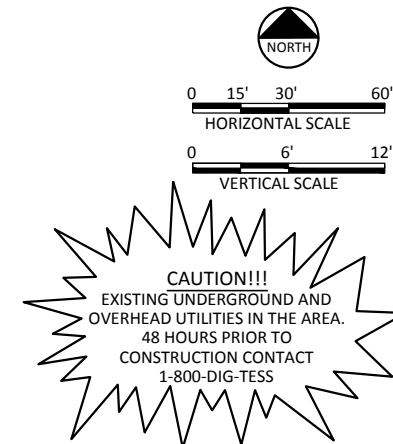 NORTH
0 15' 30' 60'
HORIZONTAL SCALE
0 6' 12'
VERTICAL SCALE
CAUTION!!!
EXISTING UNDERGROUND AND
OVERHEAD UTILITIES IN THE AREA.
48 HOURS PRIOR TO
CONSTRUCTION CONTACT
1-800-DIG-TESS